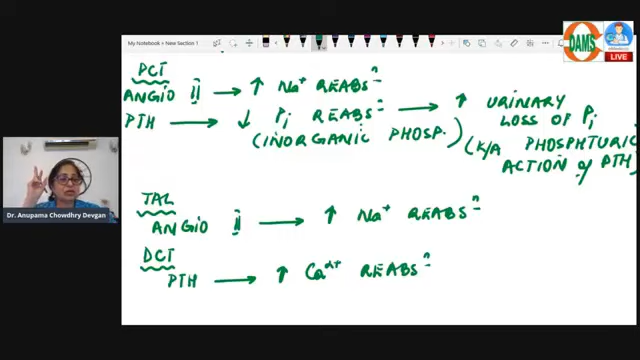 My Notebook > New Section 1
DAMS
LIVE
PCT
ANGIO II → ↑ Na+ REABSⁿ
PTH → ↓ Pi REABSⁿ → ↑ URINARY LOSS OF Pi
(INORGANIC PHOSP.) (K/A PHOSPHTURIC ACTION of PTH)
TAL
ANGIO II → ↑ Na+ REABSⁿ
DCT
PTH → ↑ Ca2+ REABSⁿ
Dr. Anupama Chowdhry Devgan